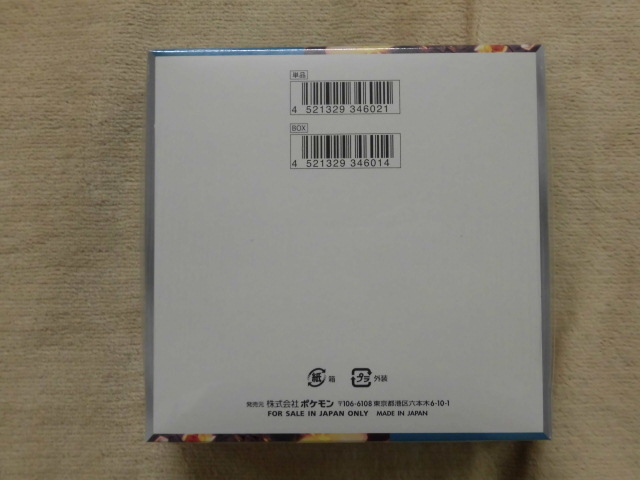 単品
4 521329 346021
BOX
4 521329 346014
紙 箱 プラ 外装
発売元 株式会社ポケモン 〒106-6108 東京都港区六本木6-10-1
FOR SALE IN JAPAN ONLY MADE IN JAPAN